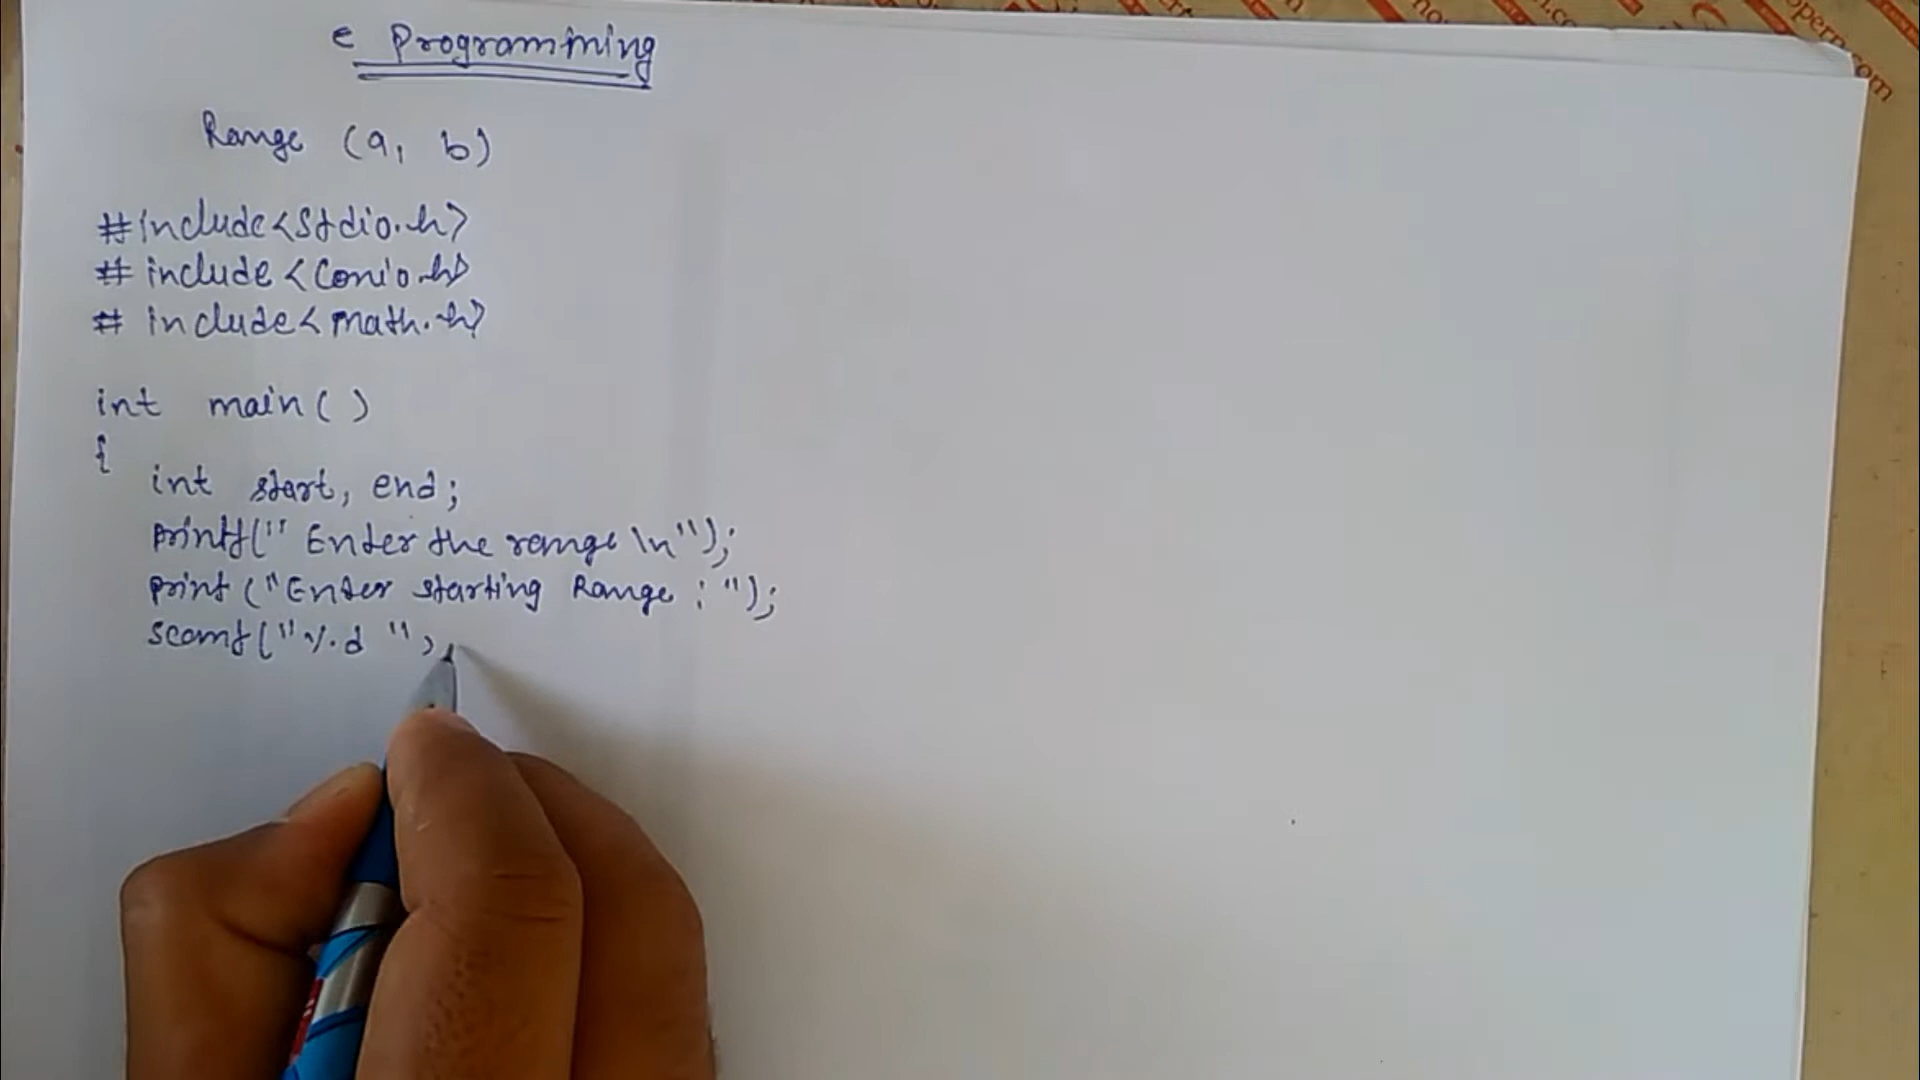 C Programming
Range (a, b)
#include<stdio.h>
# include<conio.h>
# include<math.h>
int main( )
{
int start, end;
printf(" Enter the range \n");
print ("Enter starting Range : ");
scanf("%d ",